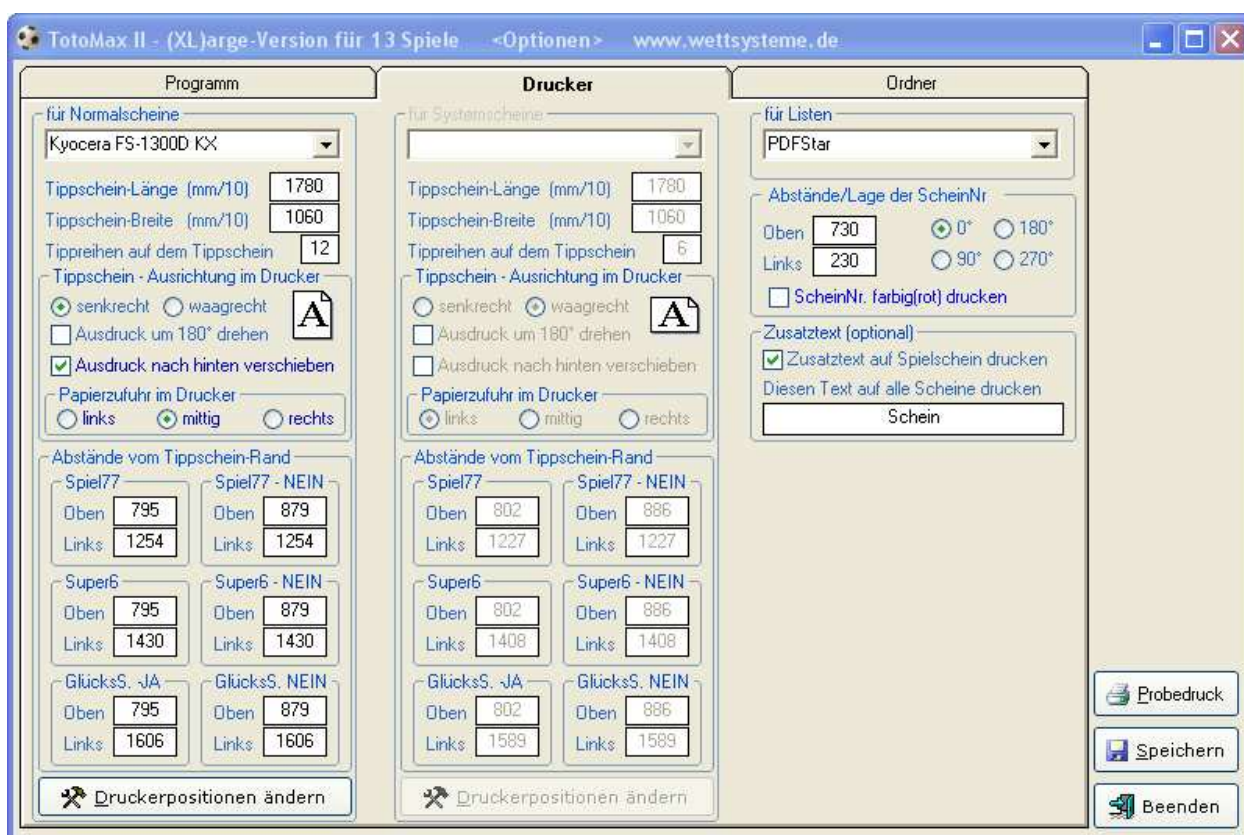 TotoMax II - (XL)arge-Version für 13 Spiele <Optionen> www.wettsysteme.de
Programm
Drucker
Ordner
für Normalscheine
Kyocera FS-1300D KX
Tippschein-Länge (mm/10) 1780
Tippschein-Breite (mm/10) 1060
Tippreihen auf dem Tippschein 12
Tippschein - Ausrichtung im Drucker
senkrecht waagrecht
A
Ausdruck um 180° drehen
Ausdruck nach hinten verschieben
Papierzufuhr im Drucker
links mittig rechts
Abstände vom Tippschein-Rand
Spiel77 Spiel77 - NEIN
Oben 795 Oben 879
Links 1254 Links 1254
Super6 Super6 - NEIN
Oben 795 Oben 879
Links 1430 Links 1430
GlücksS. -JA GlücksS. NEIN
Oben 795 Oben 879
Links 1606 Links 1606
Druckerpositionen ändern
für Systemscheine
Tippschein-Länge (mm/10) 1780
Tippschein-Breite (mm/10) 1060
Tippreihen auf dem Tippschein 6
Tippschein - Ausrichtung im Drucker
senkrecht waagrecht
A
Ausdruck um 180° drehen
Ausdruck nach hinten verschieben
Papierzufuhr im Drucker
links mittig rechts
Abstände vom Tippschein-Rand
Spiel77 Spiel77 - NEIN
Oben 802 Oben 886
Links 1227 Links 1227
Super6 Super6 - NEIN
Oben 802 Oben 886
Links 1408 Links 1408
GlücksS. -JA GlücksS. NEIN
Oben 802 Oben 886
Links 1589 Links 1589
Druckerpositionen ändern
für Listen
PDFStar
Abstände/Lage der ScheinNr
Oben 730 0° 180°
Links 230 90° 270°
ScheinNr. farbig(rot) drucken
Zusatztext (optional)
Zusatztext auf Spielschein drucken
Diesen Text auf alle Scheine drucken
Schein
Probedruck
Speichern
Beenden